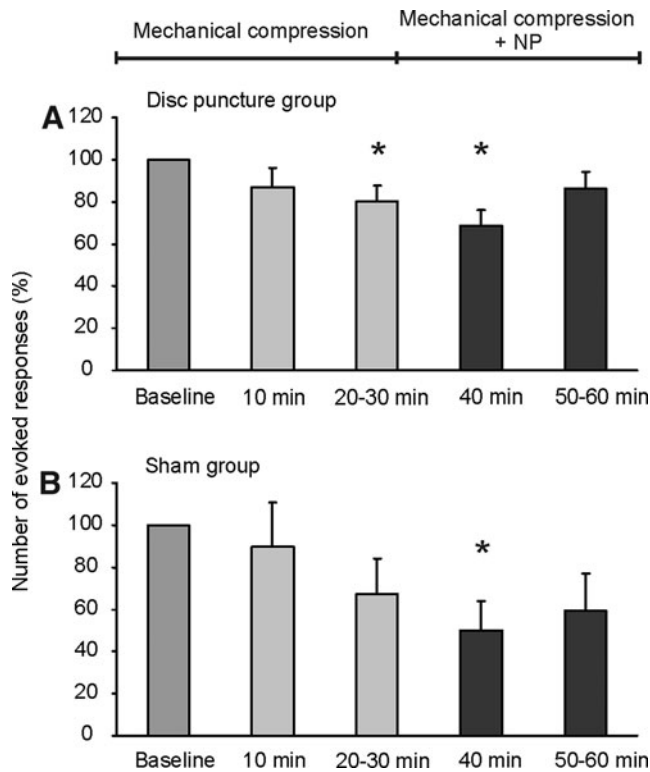 Mechanical compression
Mechanical compression
+ NP
A
Disc puncture group
120
100
80
60
40
20
0
*
*
Baseline
10 min
20-30 min
40 min
50-60 min
Number of evoked responses (%)
B
Sham group
120
100
80
60
40
20
0
*
Baseline
10 min
20-30 min
40 min
50-60 min